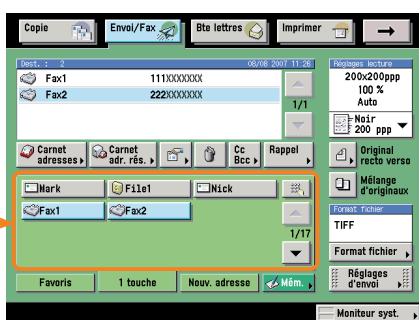 Copie
Envoi/Fax
Bte lettres
Imprimer
Dest. : 2
08/08 2007 11:26
Fax1 111XXXXXXX
Fax2 222XXXXXXX
1/1
Carnet adresses
Carnet adr. rés.
Cc Bcc
Rappel
Mark
File1
Nick
Fax1
Fax2
1/17
Favoris
1 touche
Nouv. adresse
Mém.
Réglages lecture
200x200ppp
100 %
Auto
Noir
200 ppp
Original
recto verso
Mélange
d'originaux
Format fichier
TIFF
Format fichier
Réglages
d'envoi
Moniteur syst.